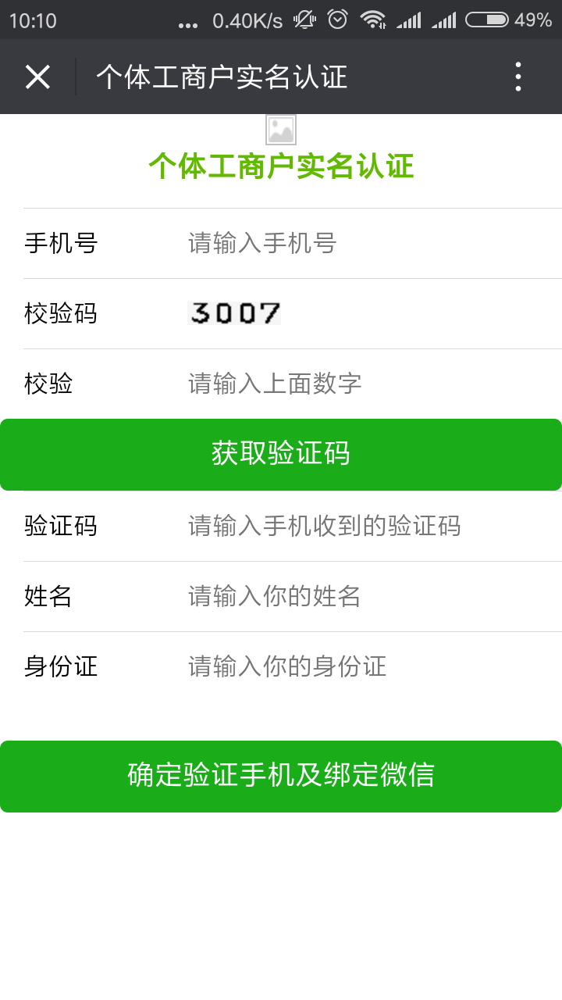 10:10 ... 0.40K/s 49%
个体工商户实名认证
个体工商户实名认证
手机号 请输入手机号
校验码 3007
校验 请输入上面数字
获取验证码
验证码 请输入手机收到的验证码
姓名 请输入你的姓名
身份证 请输入你的身份证
确定验证手机及绑定微信